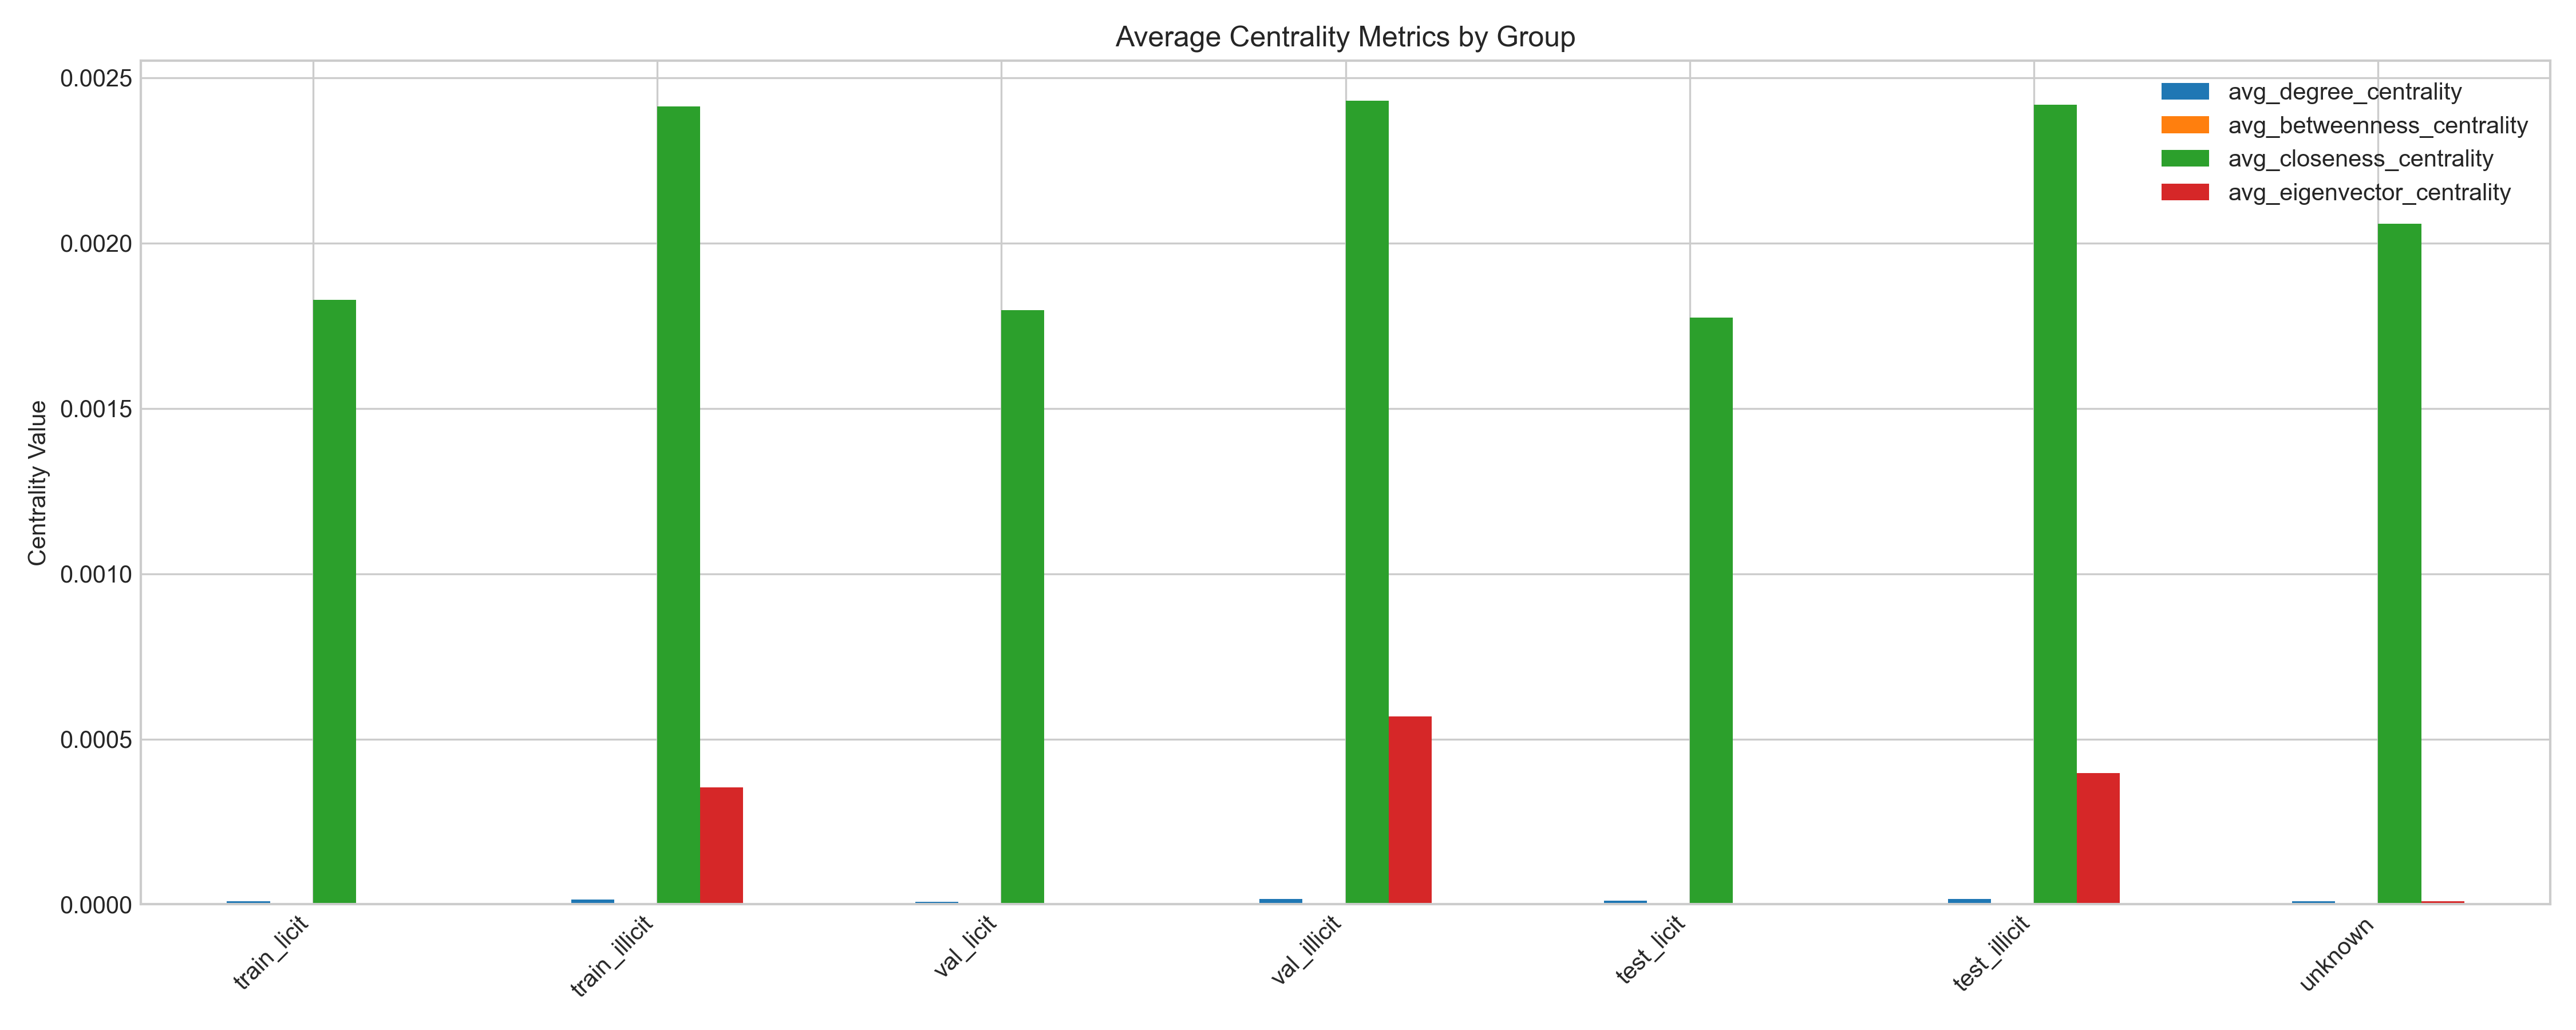 Average Centrality Metrics by Group
Centrality Value
0.0025
0.0020
0.0015
0.0010
0.0005
0.0000
avg_degree_centrality
avg_betweenness_centrality
avg_closeness_centrality
avg_eigenvector_centrality
train_licit
train_illicit
val_licit
val_illicit
test_licit
test_illicit
unknown